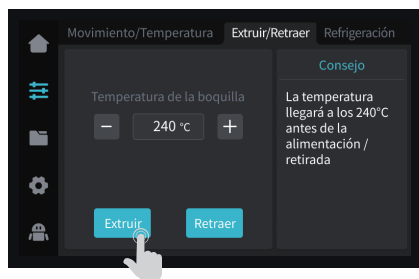 Movimiento/Temperatura Extruir/Retraer Refrigeración
Temperatura de la boquilla
− 240 °C +
Extruir Retraer
Consejo
La temperatura
llegará a los 240°C
antes de la
alimentación /
retirada